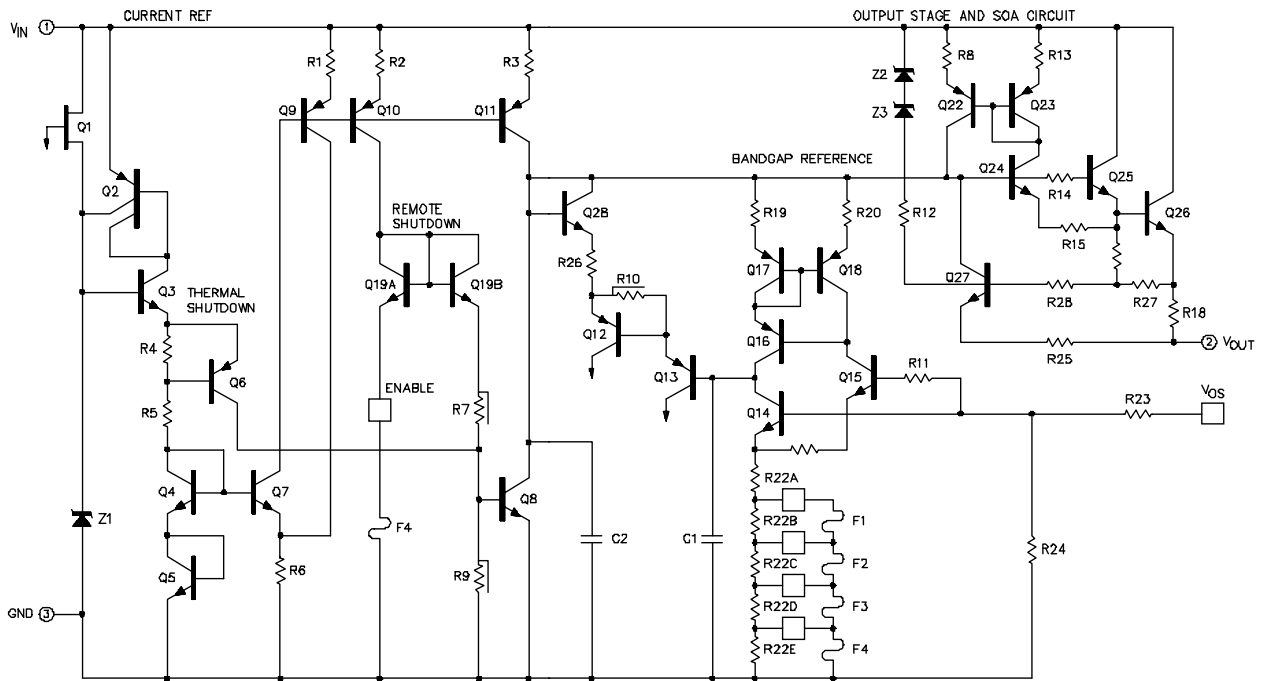 CURRENT REF
OUTPUT STAGE AND SOA CIRCUIT
VIN 1
R1
R2
R3
R8
R13
Z2
Z3
Q1
Q9
Q10
Q11
Q22
Q23
BANDGAP REFERENCE
Q24
R14
Q25
Q2
Q28
R19
R20
R12
Q26
REMOTE
SHUTDOWN
R15
R26
Q17
Q18
Q3
Q19A
Q19B
R10
Q27
R28
R27
THERMAL
SHUTDOWN
R18
Q12
Q16
R4
R25
2 VOUT
Q6
ENABLE
Q13
Q15
R11
VOS
R5
R7
Q14
R23
R22A
Q4
Q7
Q8
F4
Z1
R22B
F1
C2
C1
R24
Q5
R6
R9
R22C
F2
R22D
F3
GND 3
R22E
F4